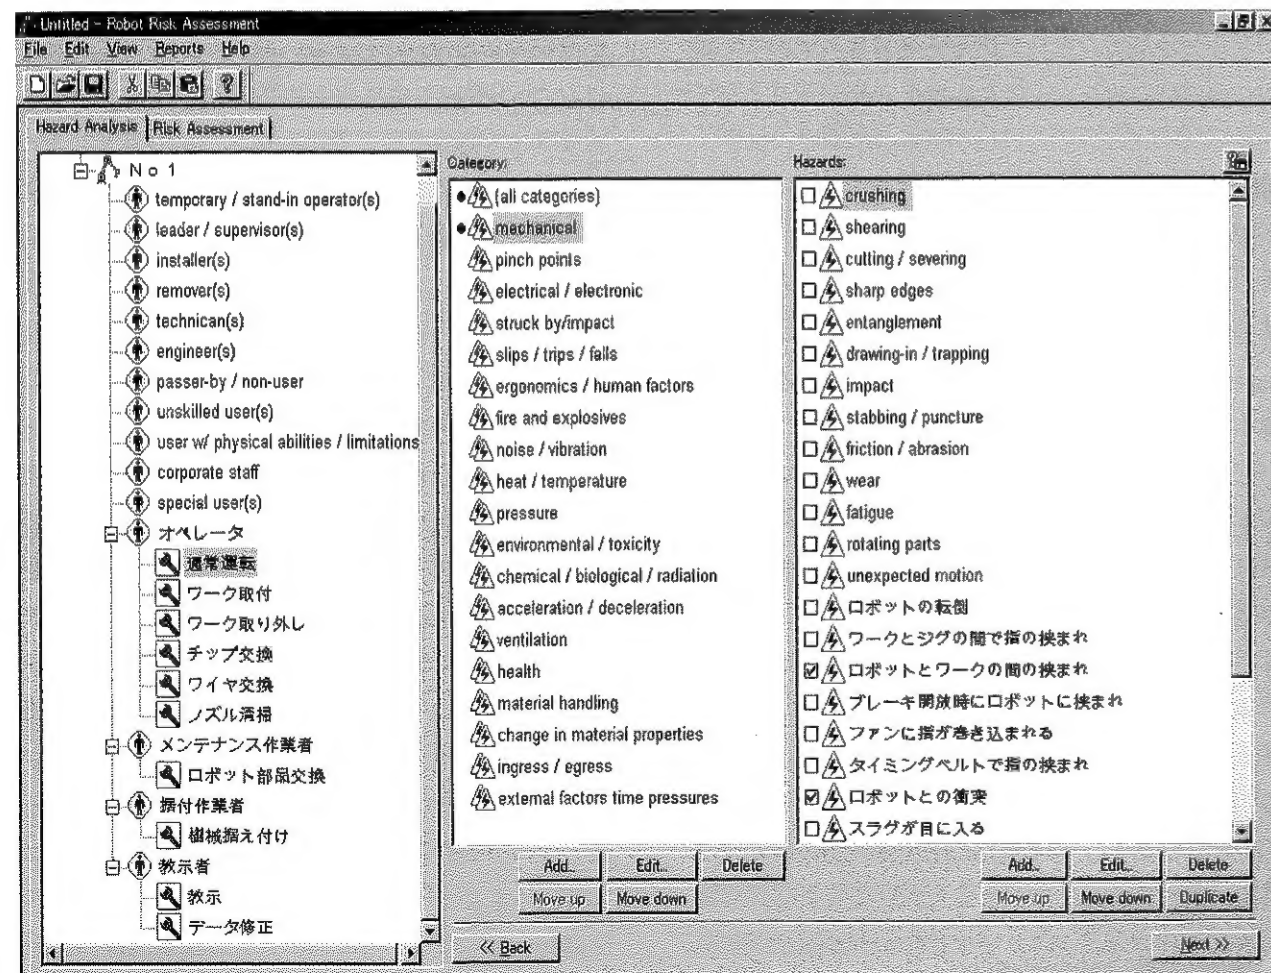 Untitled - Robot Risk Assessment
File Edit View Reports Help
Hazard Analysis Risk Assessment
No 1
temporary / stand-in operator(s)
leader / supervisor(s)
installer(s)
remover(s)
technican(s)
engineer(s)
passer-by / non-user
unskilled user(s)
user w/ physical abilities / limitations
corporate staff
special user(s)
オペレータ
通常運転
ワーク取付
ワーク取り外し
チップ交換
ワイヤ交換
ノズル清掃
メンテナンス作業者
ロボット部品交換
据付作業者
機械据え付け
教示者
教示
データ修正
Category:
(all categories)
mechanical
pinch points
electrical / electronic
struck by/impact
slips / trips / falls
ergonomics / human factors
fire and explosives
noise / vibration
heat / temperature
pressure
environmental / toxicity
chemical / biological / radiation
acceleration / deceleration
ventilation
health
material handling
change in material properties
ingress / egress
external factors time pressures
Add.. Edit.. Delete
Move up Move down
Hazards:
crushing
shearing
cutting / severing
sharp edges
entanglement
drawing-in / trapping
impact
stabbing / puncture
friction / abrasion
wear
fatigue
rotating parts
unexpected motion
ロボットの転倒
ワークとジグの間で指の挟まれ
ロボットとワークの間の挟まれ
ブレーキ開放時にロボットに挟まれ
ファンに指が巻き込まれる
タイミングベルトで指の挟まれ
ロボットとの衝突
スラグが目に入る
Add.. Edit.. Delete
Move up Move down Duplicate
<< Back Next >>